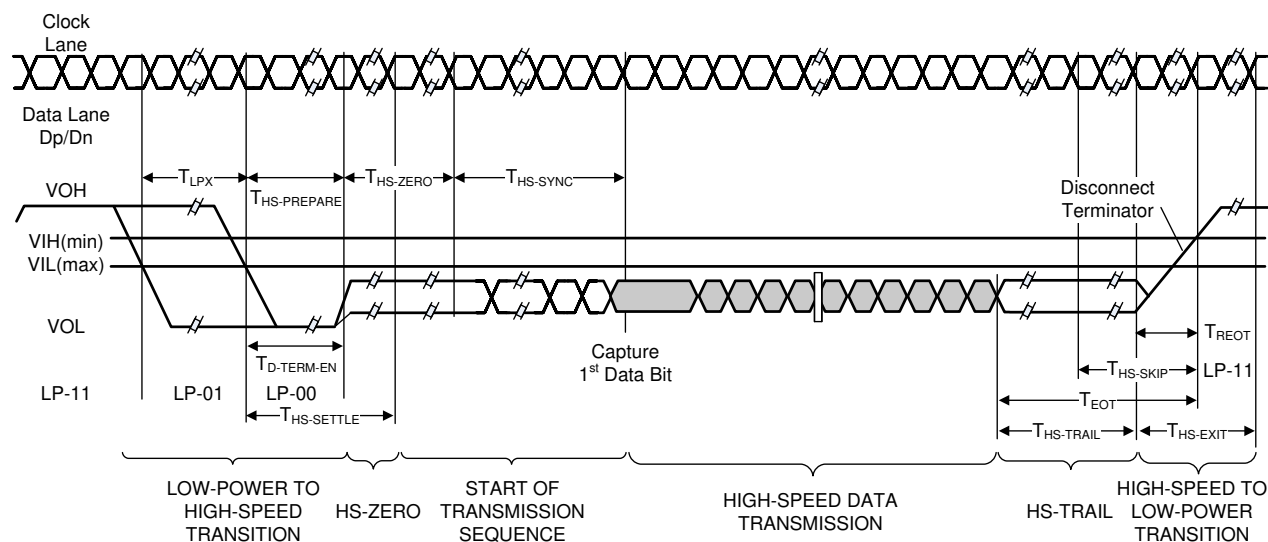 Clock
Lane
Data Lane
Dp/Dn
VOH
VIH(min)
VIL(max)
VOL
TLPX
THS-PREPARE
THS-ZERO
THS-SYNC
Disconnect
Terminator
TD-TERM-EN
Capture
1st Data Bit
TREOT
THS-SKIP
LP-11
LP-11
LP-01
LP-00
THS-SETTLE
TEOT
THS-TRAIL
THS-EXIT
LOW-POWER TO
HIGH-SPEED
TRANSITION
HS-ZERO
START OF
TRANSMISSION
SEQUENCE
HIGH-SPEED DATA
TRANSMISSION
HS-TRAIL
HIGH-SPEED TO
LOW-POWER
TRANSITION